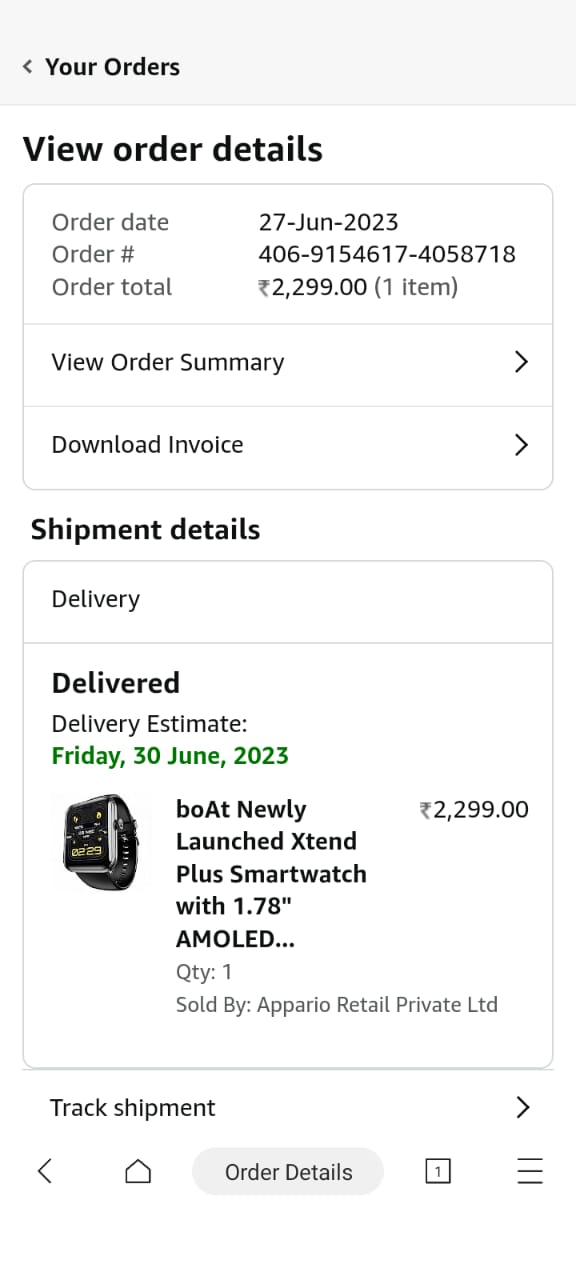 Your Orders
View order details
Order date 27-Jun-2023
Order # 406-9154617-4058718
Order total ₹2,299.00 (1 item)
View Order Summary
Download Invoice
Shipment details
Delivery
Delivered
Delivery Estimate:
Friday, 30 June, 2023
boAt Newly ₹2,299.00
Launched Xtend
Plus Smartwatch
with 1.78"
AMOLED...
Qty: 1
Sold By: Appario Retail Private Ltd
02:29
Track shipment
Order Details
1